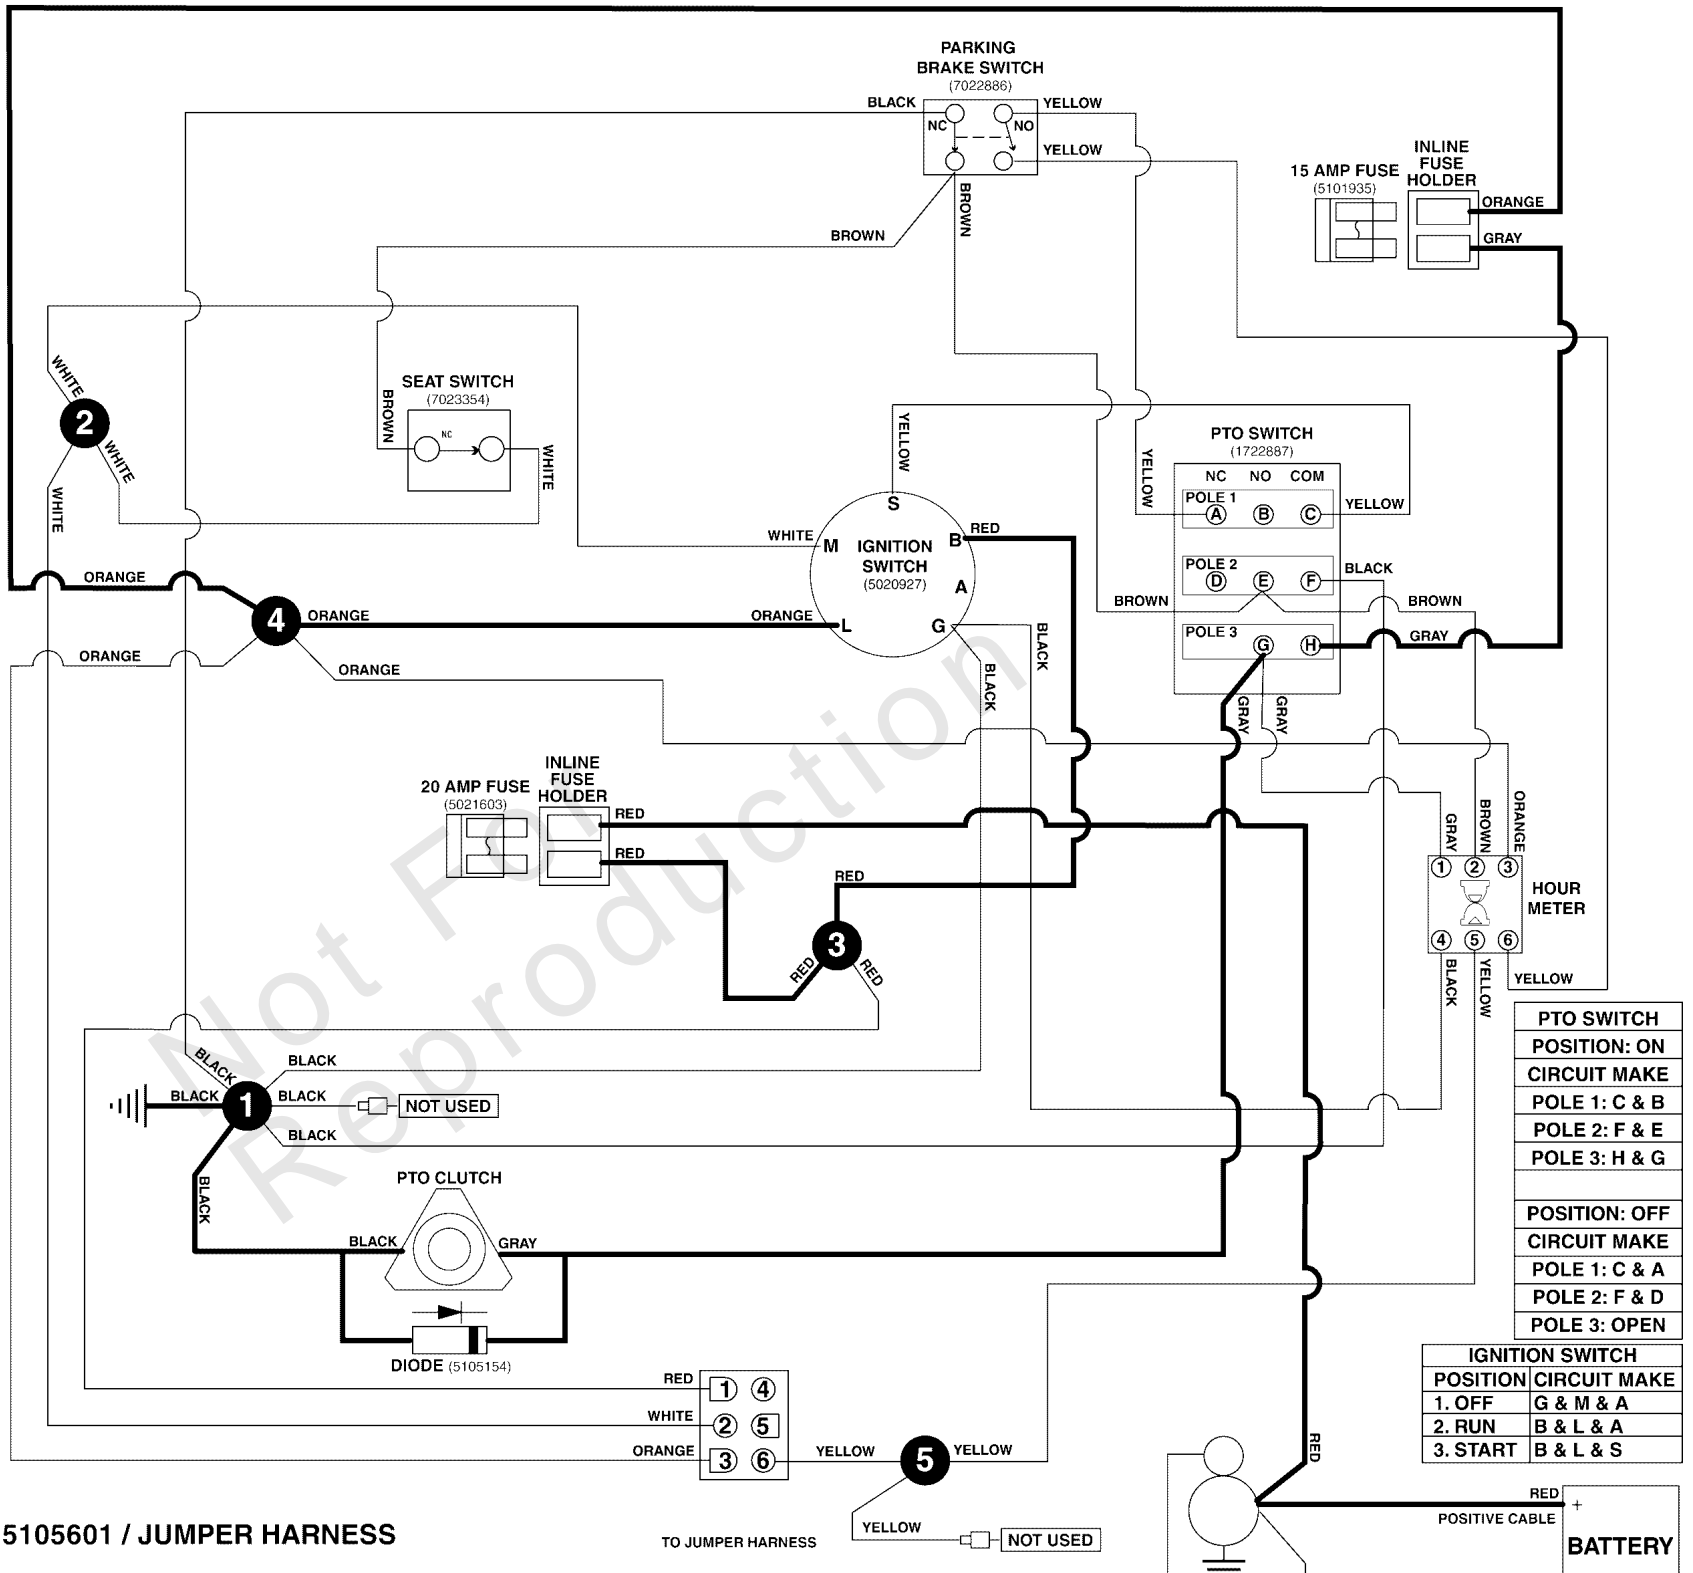 PARKING
BRAKE SWITCH
(7022886)
BLACK
YELLOW
NC
NO
YELLOW
BROWN
BROWN
15 AMP FUSE
(5101935)
INLINE
FUSE
HOLDER
ORANGE
GRAY
WHITE
2
WHITE
WHITE
SEAT SWITCH
(7023354)
NC
BROWN
WHITE
YELLOW
S
WHITE
M
IGNITION
SWITCH
(5020927)
B
RED
A
L
G
BLACK
BLACK
YELLOW
PTO SWITCH
(1722887)
NC NO COM
POLE 1
A B C
YELLOW
POLE 2
D E F
BLACK
BROWN
BROWN
POLE 3
G H
GRAY
GRAY
GRAY
ORANGE
4
ORANGE
ORANGE
ORANGE
ORANGE
20 AMP FUSE
(5021603)
INLINE
FUSE
HOLDER
RED
RED
RED
3
RED
RED
GRAY
BROWN
ORANGE
1 2 3
HOUR
METER
4 5 6
BLACK
YELLOW
YELLOW
Not For
Reproduction
BLACK
BLACK
BLACK
1
BLACK
NOT USED
BLACK
BLACK
PTO CLUTCH
BLACK
GRAY
DIODE (5105154)
PTO SWITCH
POSITION: ON
CIRCUIT MAKE
POLE 1: C & B
POLE 2: F & E
POLE 3: H & G
POSITION: OFF
CIRCUIT MAKE
POLE 1: C & A
POLE 2: F & D
POLE 3: OPEN
IGNITION SWITCH
POSITION CIRCUIT MAKE
1. OFF G & M & A
2. RUN B & L & A
3. START B & L & S
RED 1 4
WHITE 2 5
ORANGE 3 6
YELLOW
5
YELLOW
YELLOW
NOT USED
TO JUMPER HARNESS
5105601 / JUMPER HARNESS
RED
RED
POSITIVE CABLE
+
BATTERY